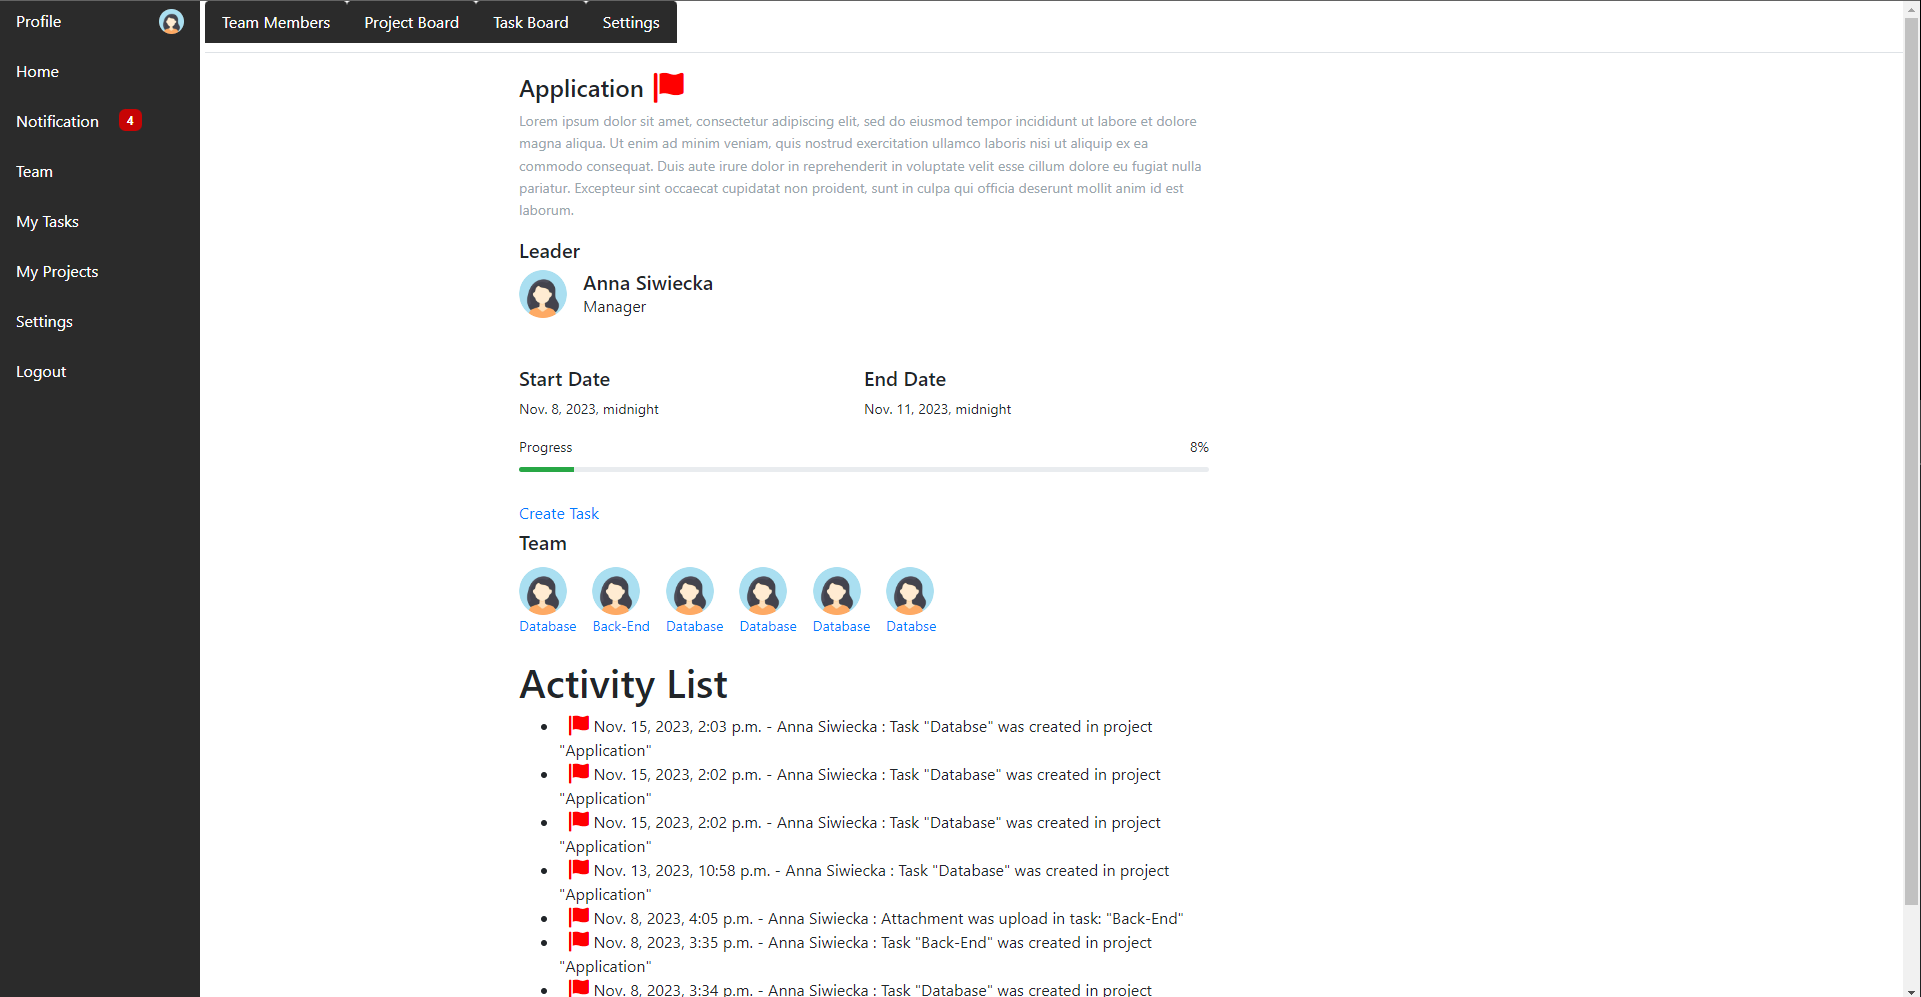 Profile
Home
Notification 4
Team
My Tasks
My Projects
Settings
Logout
Team Members Project Board Task Board Settings
Application
Lorem ipsum dolor sit amet, consectetur adipiscing elit, sed do eiusmod tempor incididunt ut labore et dolore
magna aliqua. Ut enim ad minim veniam, quis nostrud exercitation ullamco laboris nisi ut aliquip ex ea
commodo consequat. Duis aute irure dolor in reprehenderit in voluptate velit esse cillum dolore eu fugiat nulla
pariatur. Excepteur sint occaecat cupidatat non proident, sunt in culpa qui officia deserunt mollit anim id est
laborum.
Leader
Anna Siwiecka
Manager
Start Date End Date
Nov. 8, 2023, midnight Nov. 11, 2023, midnight
Progress 8%
Create Task
Team
Database Back-End Database Database Database Databse
Activity List
Nov. 15, 2023, 2:03 p.m. - Anna Siwiecka : Task "Databse" was created in project
"Application"
Nov. 15, 2023, 2:02 p.m. - Anna Siwiecka : Task "Database" was created in project
"Application"
Nov. 15, 2023, 2:02 p.m. - Anna Siwiecka : Task "Database" was created in project
"Application"
Nov. 13, 2023, 10:58 p.m. - Anna Siwiecka : Task "Database" was created in project
"Application"
Nov. 8, 2023, 4:05 p.m. - Anna Siwiecka : Attachment was upload in task: "Back-End"
Nov. 8, 2023, 3:35 p.m. - Anna Siwiecka : Task "Back-End" was created in project
"Application"
Nov. 8, 2023, 3:34 p.m. - Anna Siwiecka : Task "Database" was created in project